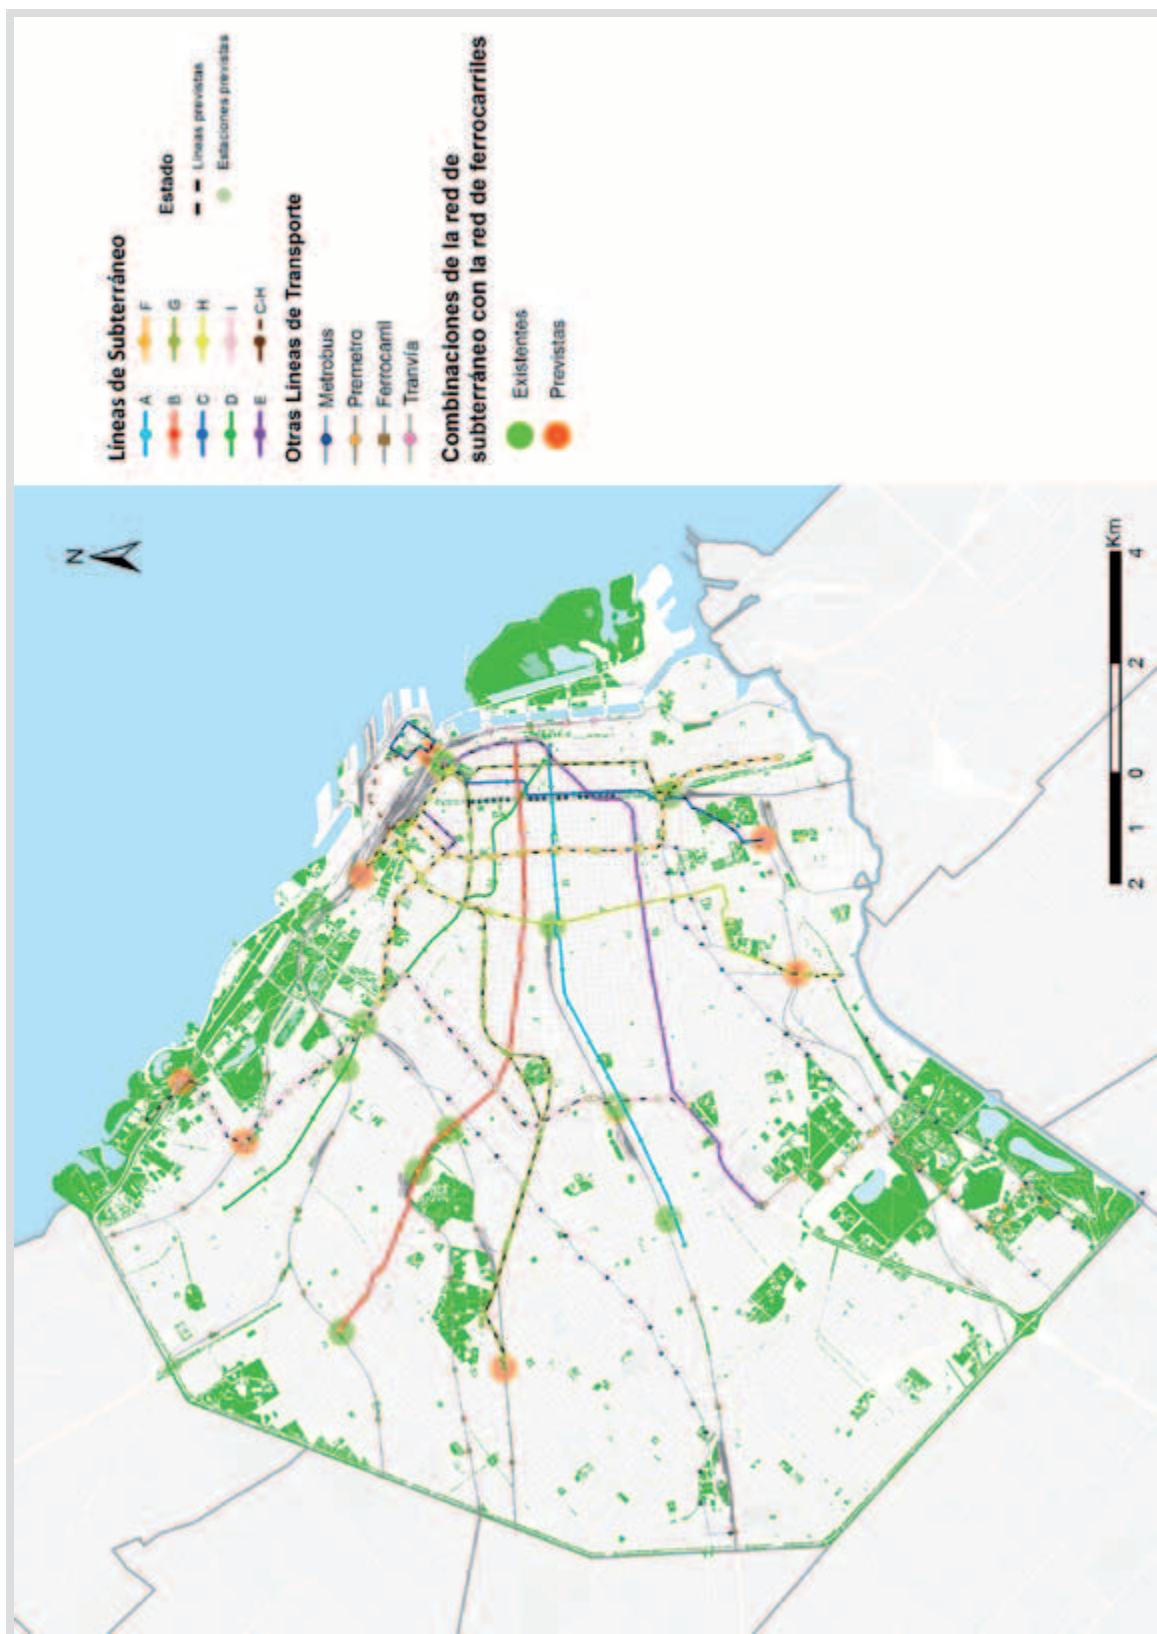 Líneas de Subterráneo
A
F
B
G
C
H
D
I
E
C-H
Estado
Líneas previstas
Estaciones previstas
Otras Líneas de Transporte
Metrobus
Premetro
Ferrocarril
Tranvía
Combinaciones de la red de
subterráneo con la red de ferrocarriles
Existentes
Previstas
N
2 1 0 2 4
Km